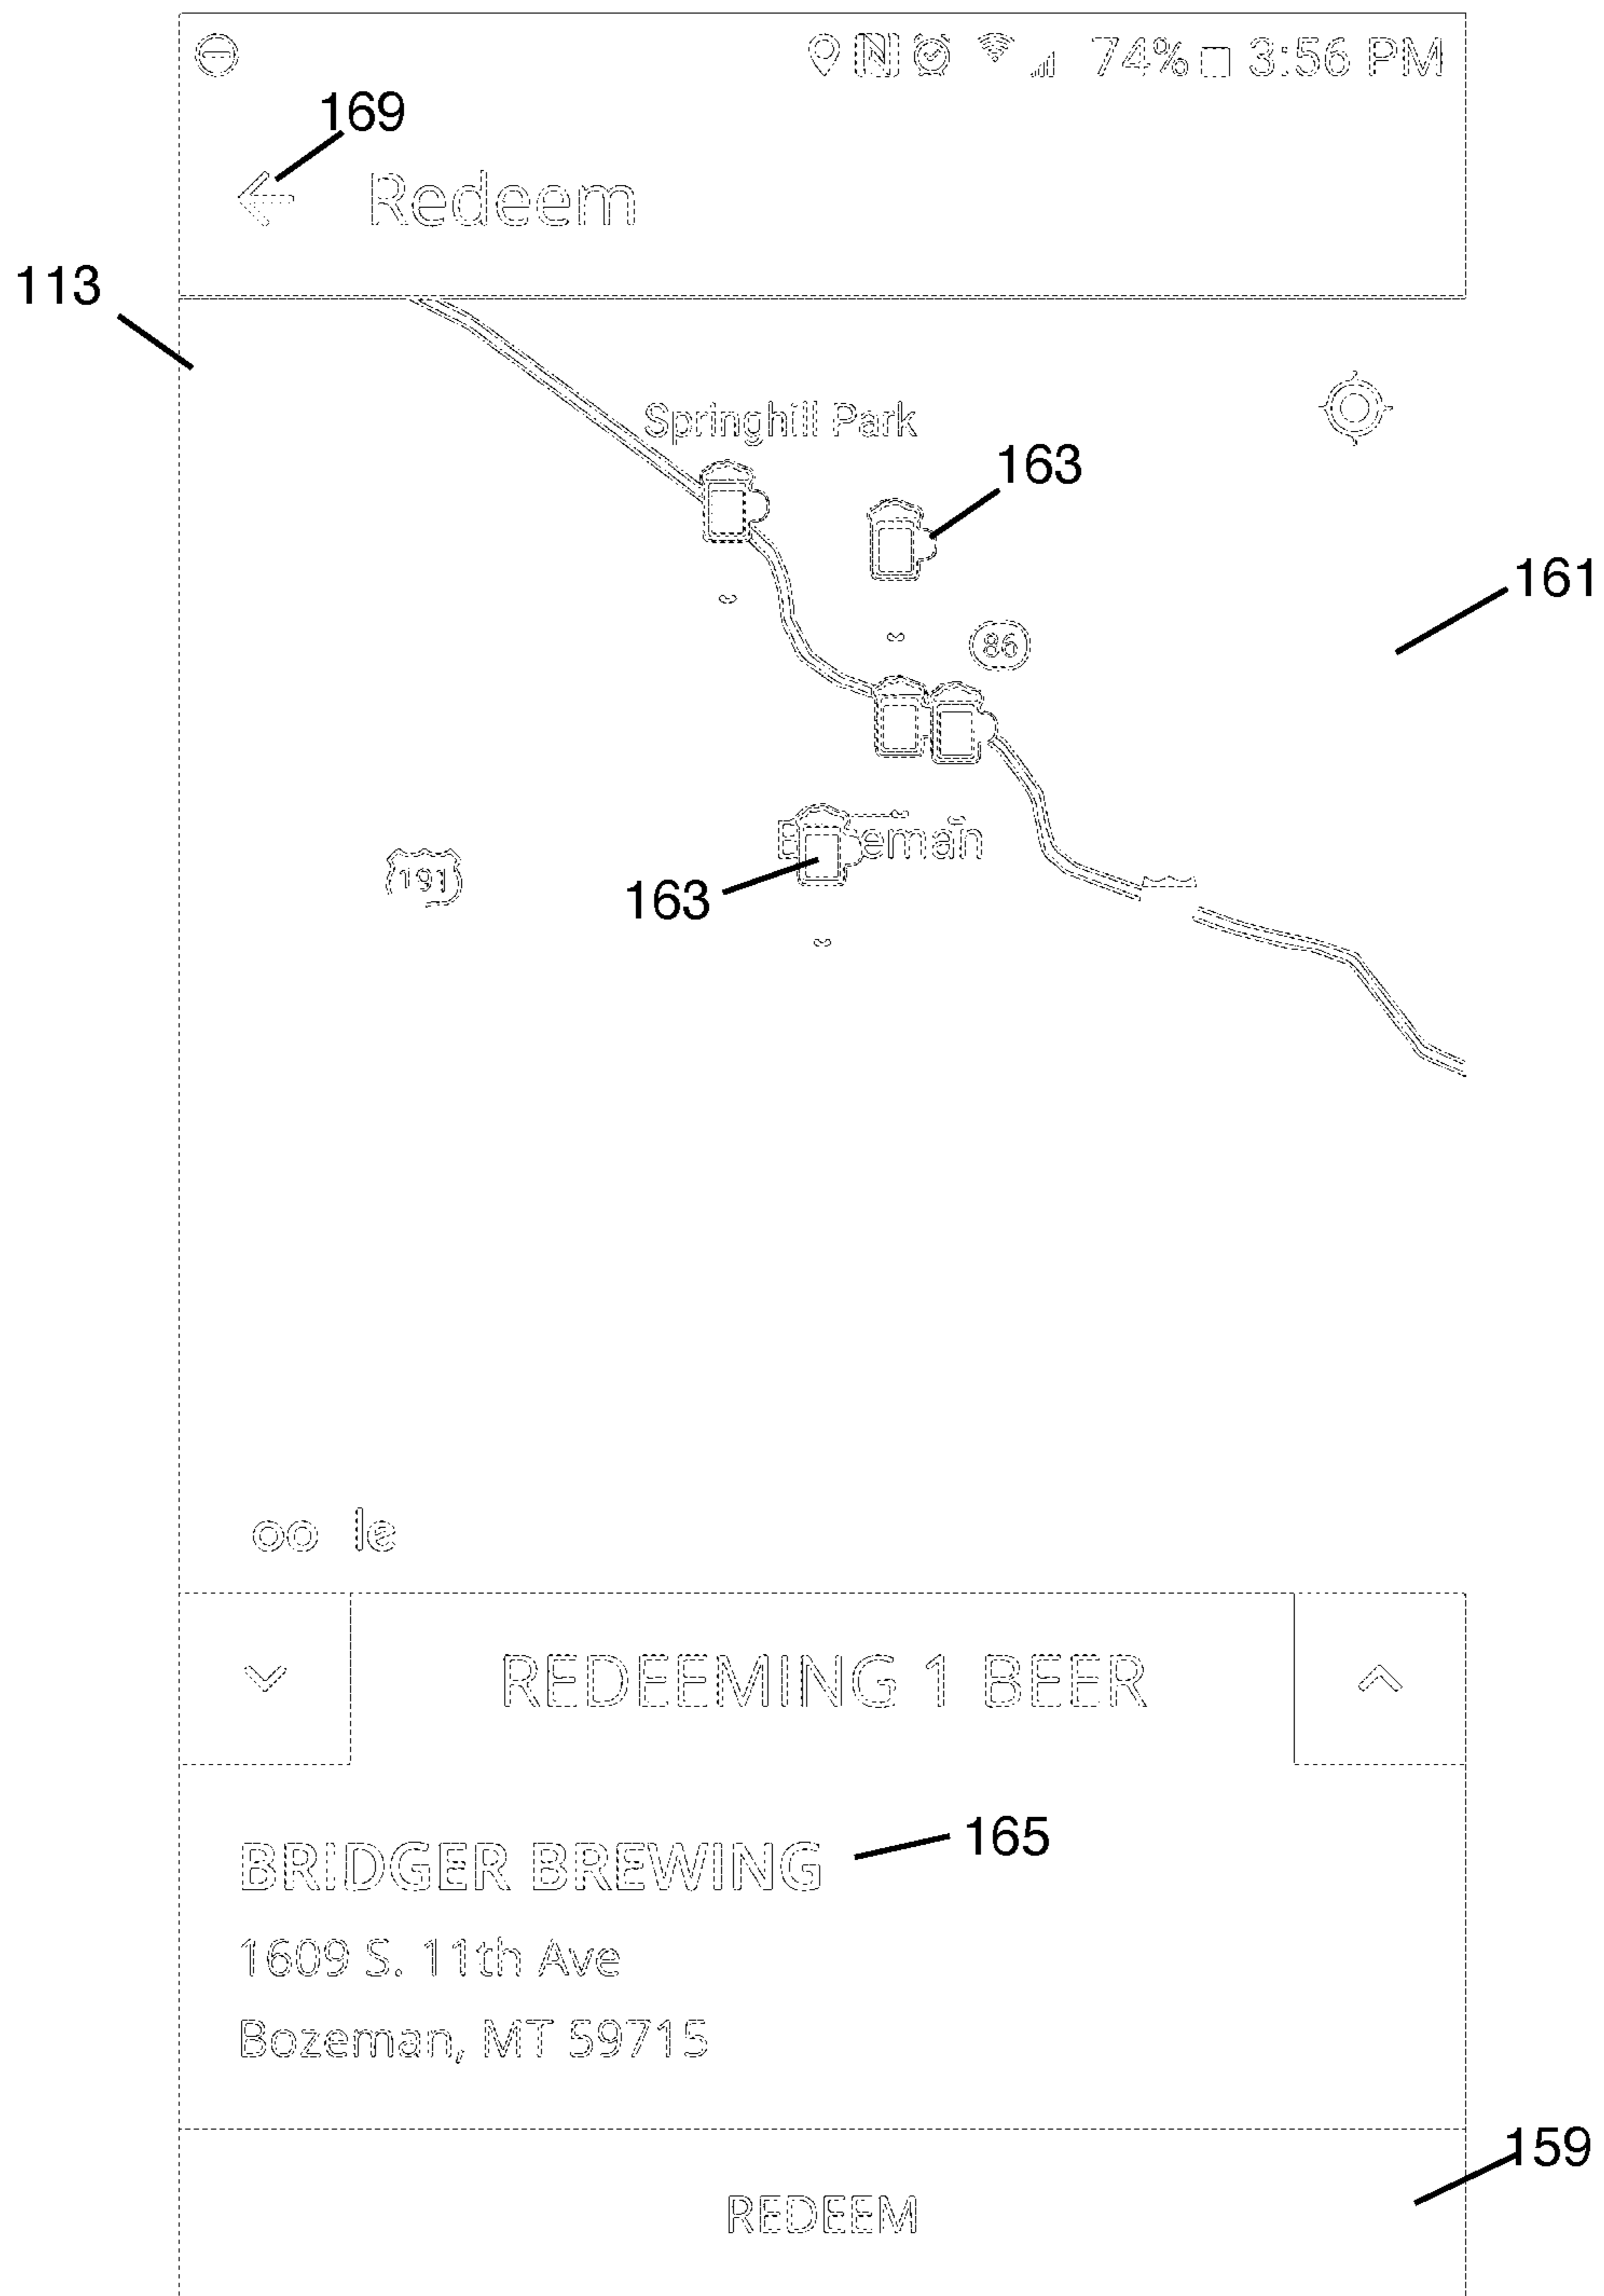 74% 3:56 PM
169
Redeem
113
Springhill Park
163
161
86
B eman
191
163
oo le
REDEEMING 1 BEER
BRIDGER BREWING
165
1609 S. 11th Ave
Bozeman, MT 59715
159
REDEEM